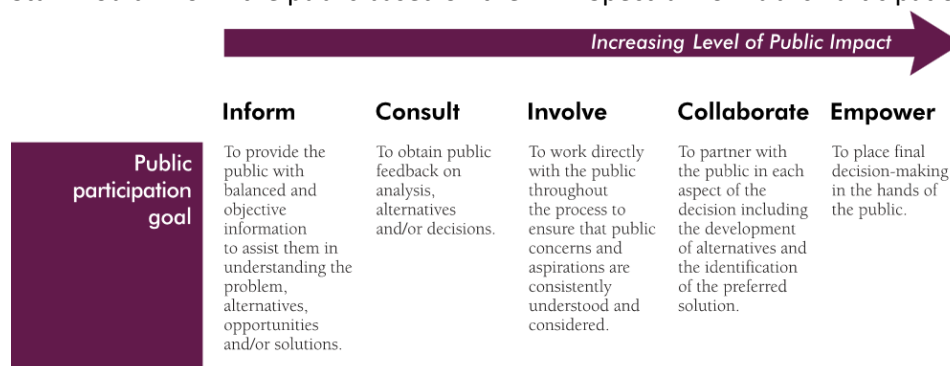 Increasing Level of Public Impact
Inform
Consult
Involve
Collaborate
Empower
Public
participation
goal
To provide the
public with
balanced and
objective
information
to assist them in
understanding the
problem,
alternatives,
opportunities
and/or solutions.
To obtain public
feedback on
analysis,
alternatives
and/or decisions.
To work directly
with the public
throughout
the process to
ensure that public
concerns and
aspirations are
consistently
understood and
considered.
To partner with
the public in each
aspect of the
decision including
the development
of alternatives and
the identification
of the preferred
solution.
To place final
decision-making
in the hands of
the public.